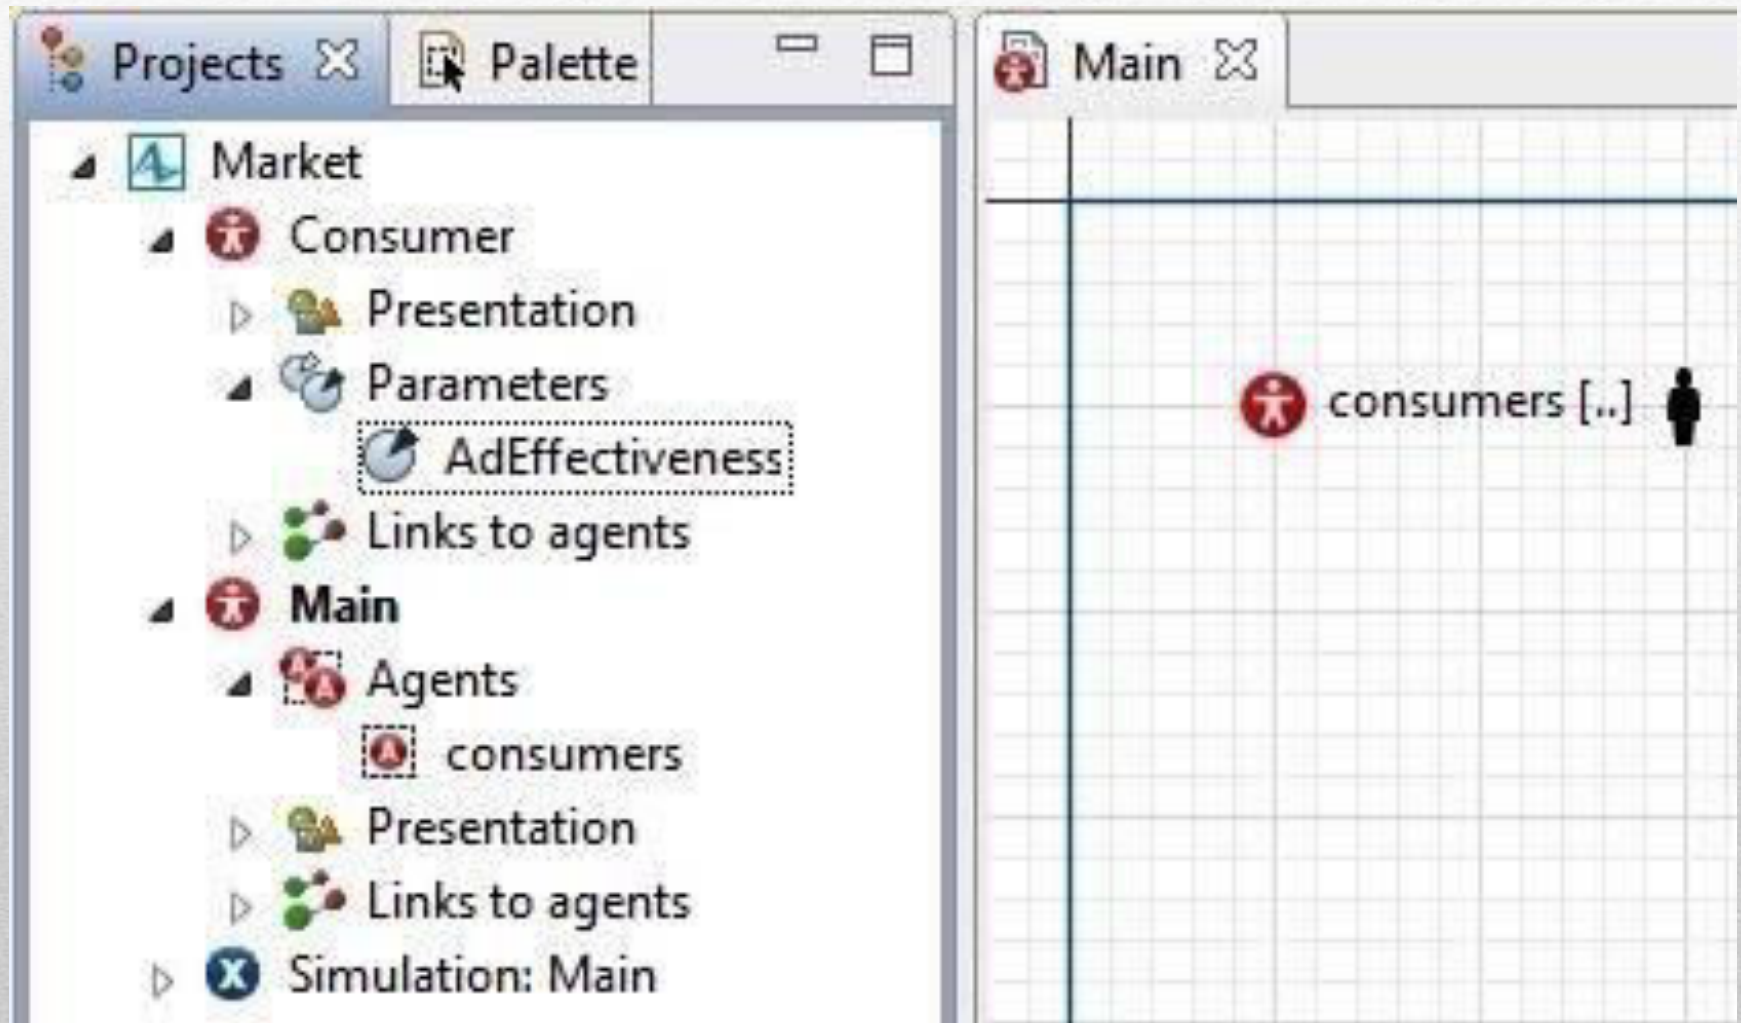 Projects Palette
Main
Market
Consumer
Presentation
Parameters
AdEffectiveness
Links to agents
Main
Agents
consumers
Presentation
Links to agents
Simulation: Main
consumers [..]